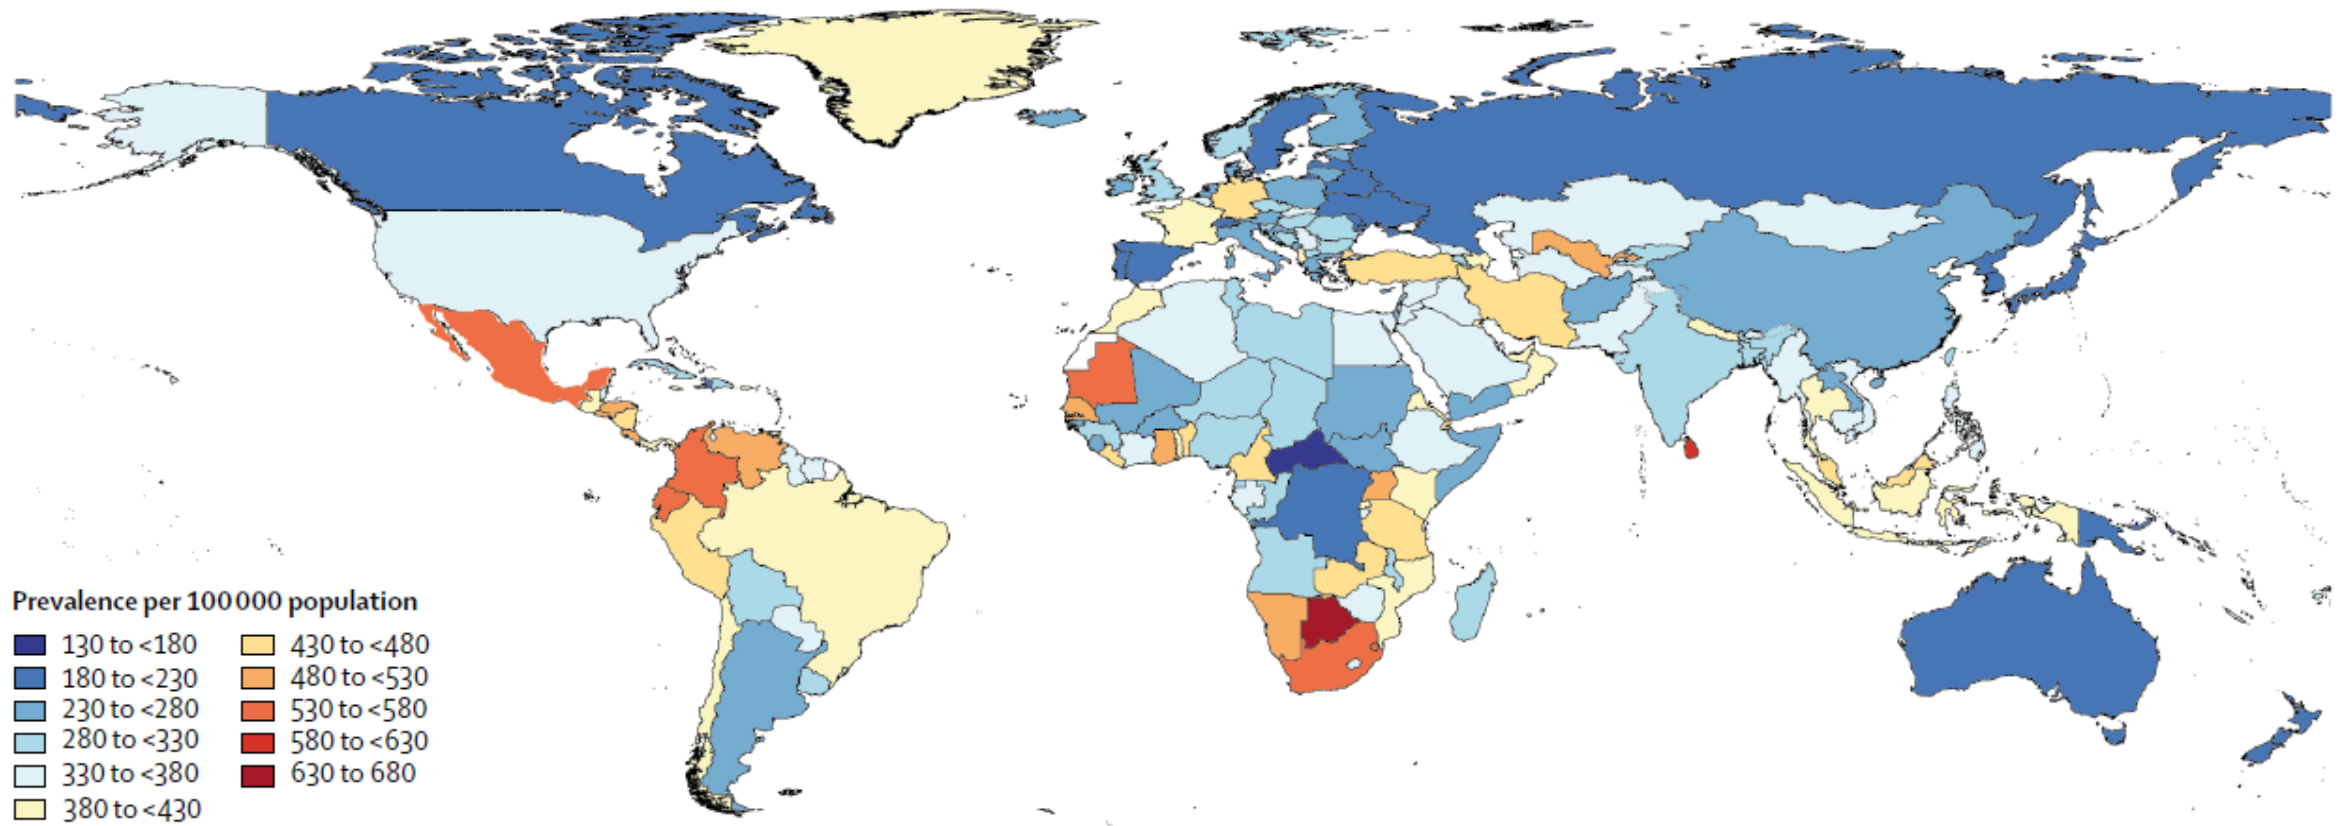 Prevalence per 100 000 population
130 to <180
180 to <230
230 to <280
280 to <330
330 to <380
380 to <430
430 to <480
480 to <530
530 to <580
580 to <630
630 to 680